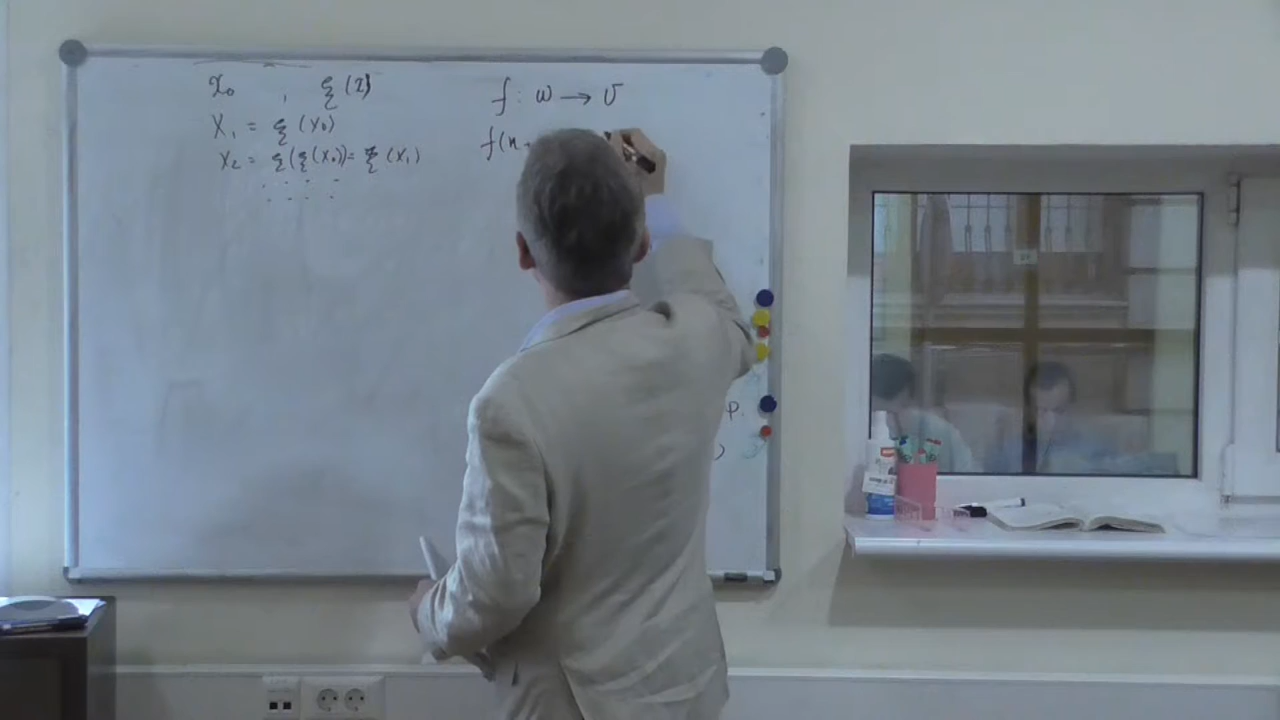 x₀ , ξ(x)
x₁ = ξ(x₀)
x₂ = ξ(ξ(x₀)) = ξ(x₁)
. . . .
. . . .
f : ω → υ
f(n
р.
)